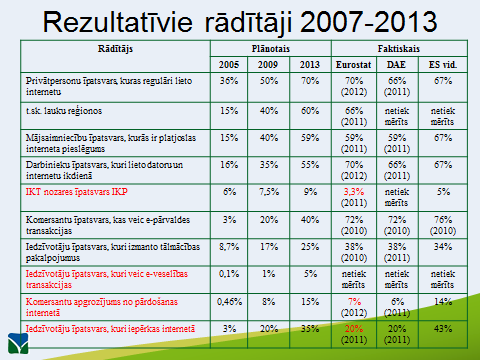 Rezultatīvie rādītāji 2007-2013
Rādītājs Plānotais Faktiskais
2005 2009 2013 Eurostat DAE ES vid.
Privātpersonu īpatsvars, kuras regulāri lieto 36% 50% 70% 70% 66% 67%
internetu (2012) (2011)
t.sk. lauku reģionos 15% 40% 60% 66% netiek netiek
(2011) mērīts mērīts
Mājsaimniecību īpatsvars, kurās ir platjoslas 15% 40% 59% 59% 59% 67%
interneta pieslēgums (2011) (2011)
Darbinieku īpatsvars, kuri lieto datoru un 16% 35% 55% 70% 66% 67%
internetu ikdienā (2012) (2011)
IKT nozares īpatsvars IKP 6% 7,5% 9% 3,3% netiek 5%
(2011) mērīts
Komersantu īpatsvars, kas veic e-pārvaldes 3% 20% 40% 72% 72% 76%
transakcijas (2010) (2010) (2010)
Iedzīvotāju īpatsvars, kuri izmanto tālmācības 8,7% 17% 25% 38% 38% 34%
pakalpojumus (2010) (2011)
Iedzīvotāju īpatsvars, kuri veic e-veselības 0,1% 1% 5% netiek netiek netiek
transakcijas mērīts mērīts mērīts
Komersantu apgrozījums no pārdošanas 0,46% 8% 15% 7% 6% 14%
internetā (2012) (2011)
Iedzīvotāju īpatsvars, kuri iepērkas internetā 3% 20% 35% 20% 20% 43%
(2011) (2011)